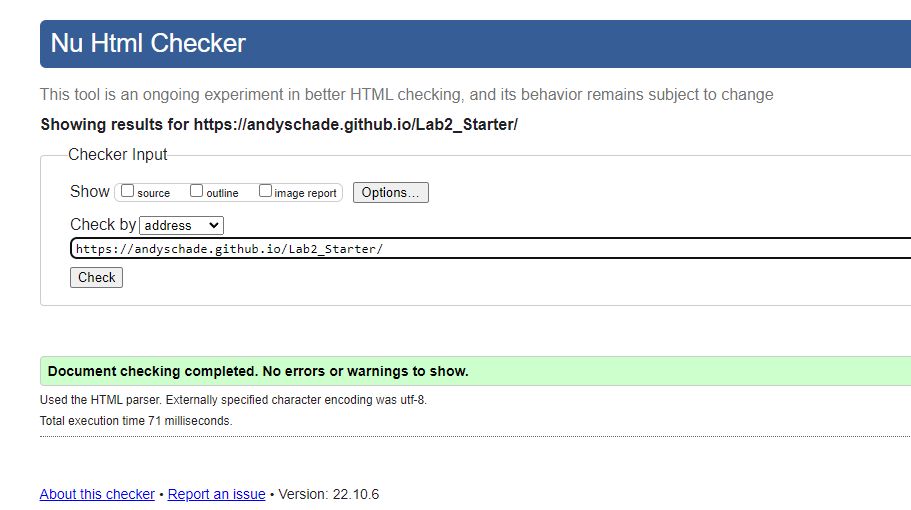 Nu Html Checker
This tool is an ongoing experiment in better HTML checking, and its behavior remains subject to change
Showing results for https://andyschade.github.io/Lab2_Starter/
Checker Input
Show source outline image report Options...
Check by address
https://andyschade.github.io/Lab2_Starter/
Check
Document checking completed. No errors or warnings to show.
Used the HTML parser. Externally specified character encoding was utf-8.
Total execution time 71 milliseconds.
About this checker • Report an issue • Version: 22.10.6